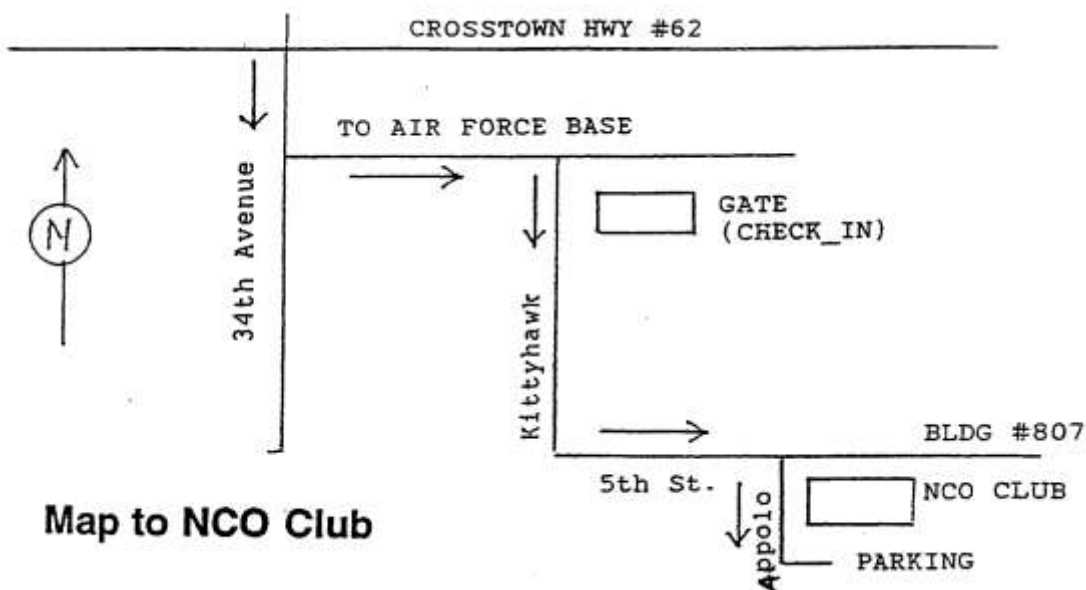 CROSSTOWN HWY #62
TO AIR FORCE BASE
34th Avenue
N
GATE
(CHECK_IN)
Kittyhawk
BLDG #807
5th St.
NCO CLUB
Appolo
PARKING
Map to NCO Club